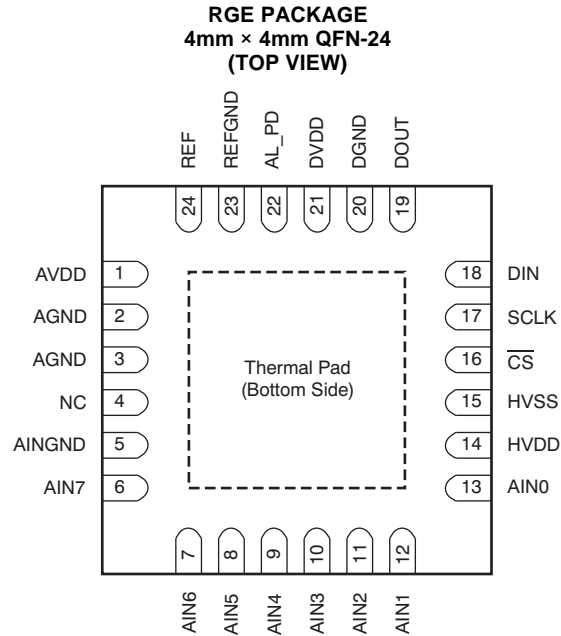 RGE PACKAGE
4mm × 4mm QFN-24
(TOP VIEW)
REF
REFGND
AL_PD
DVDD
DGND
DOUT
24
23
22
21
20
19
AVDD 1
18 DIN
AGND 2
17 SCLK
AGND 3
16 CS
NC 4
15 HVSS
AINGND 5
14 HVDD
AIN7 6
13 AIN0
Thermal Pad
(Bottom Side)
7
8
9
10
11
12
AIN6
AIN5
AIN4
AIN3
AIN2
AIN1